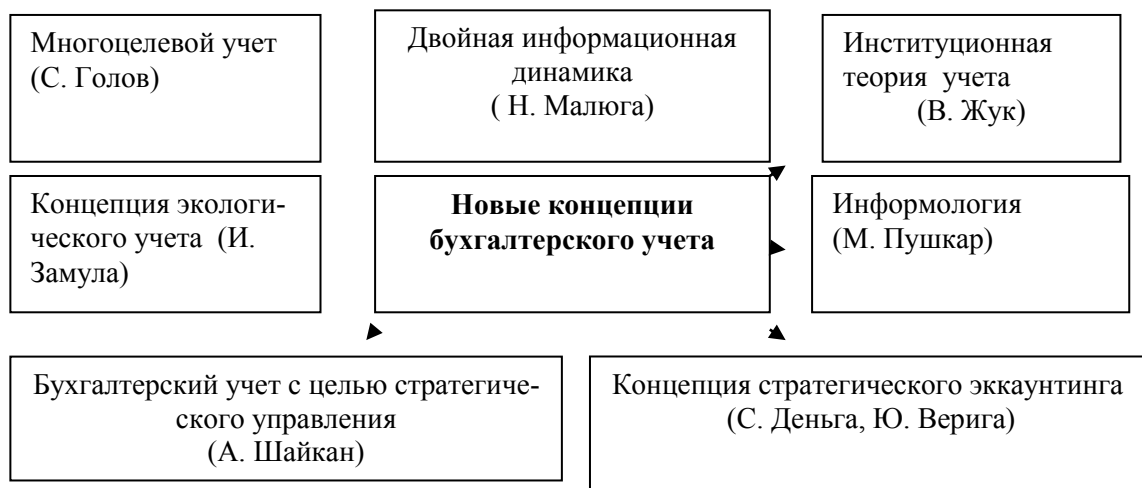 Многоцелевой учет
(С. Голов)
Двойная информационная
динамика
( Н. Малюга)
Институционная
теория учета
(В. Жук)
Концепция экологи-
ческого учета (И.
Замула)
Новые концепции
бухгалтерского учета
Информология
(М. Пушкар)
Бухгалтерский учет с целью стратегиче-
ского управления
(А. Шайкан)
Концепция стратегического эккаунтинга
(С. Деньга, Ю. Верига)